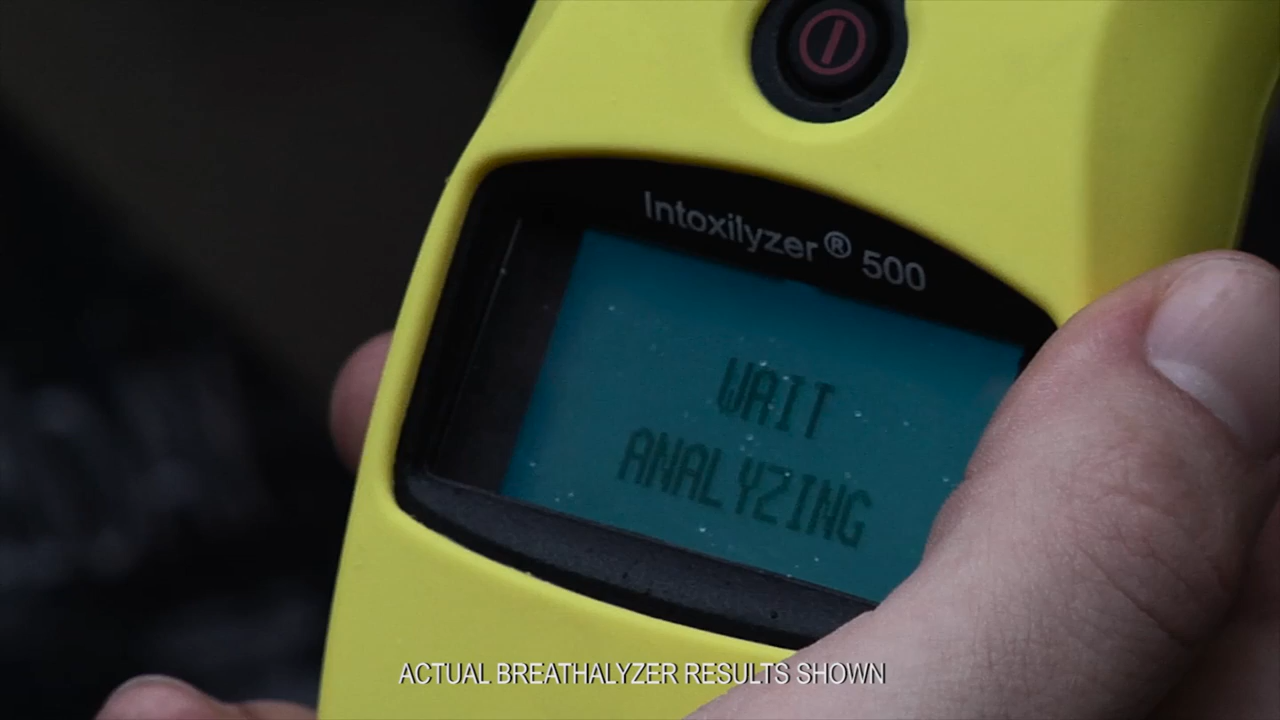 Intoxilyzer® 500
WAIT
ANALYZING
ACTUAL BREATHALYZER RESULTS SHOWN